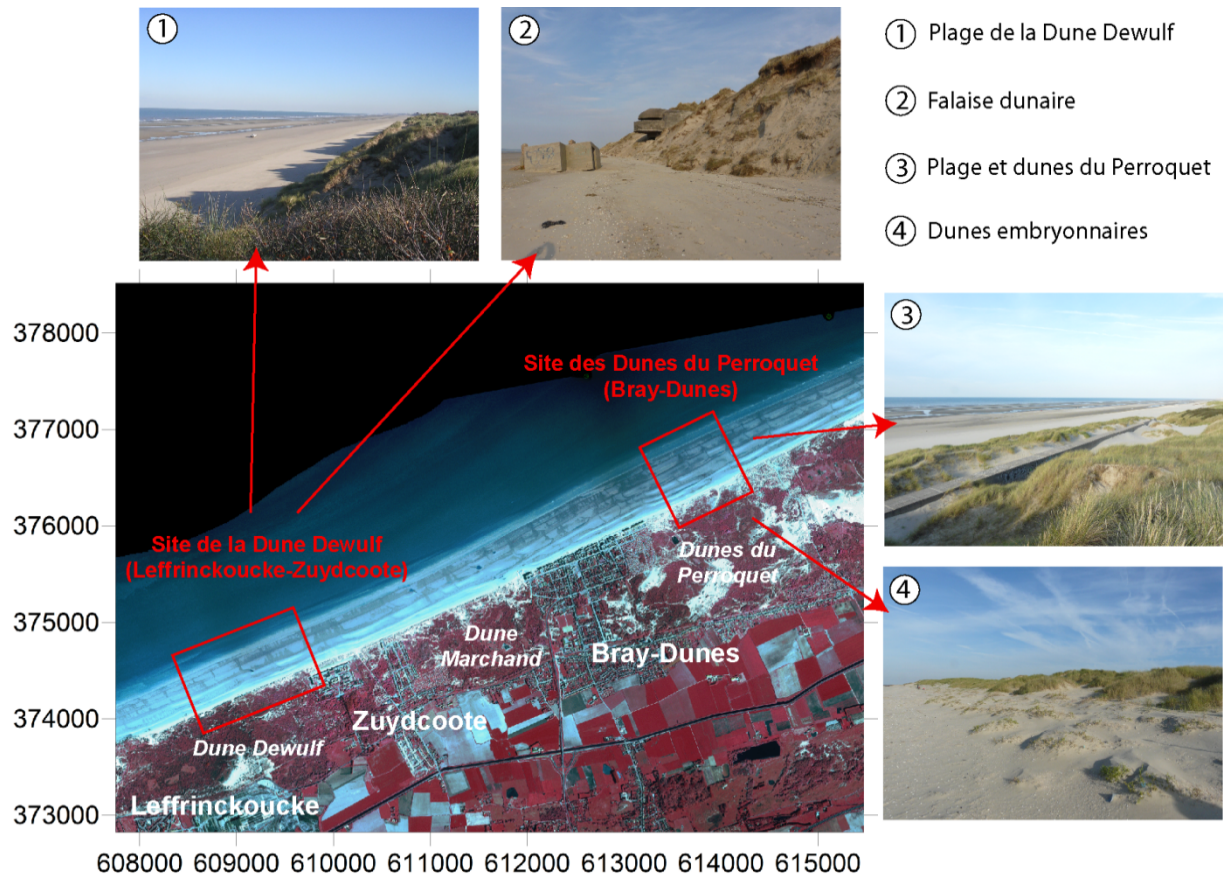 1
2
1 Plage de la Dune Dewulf
2 Falaise dunaire
3 Plage et dunes du Perroquet
4 Dunes embryonnaires
3
4
378000
377000
376000
375000
374000
373000
Site des Dunes du Perroquet
(Bray-Dunes)
Site de la Dune Dewulf
(Leffrinckoucke-Zuydcoote)
Dunes du
Perroquet
Dune
Marchand
Bray-Dunes
Zuydcoote
Dune Dewulf
Leffrinckoucke
608000 609000 610000 611000 612000 613000 614000 615000